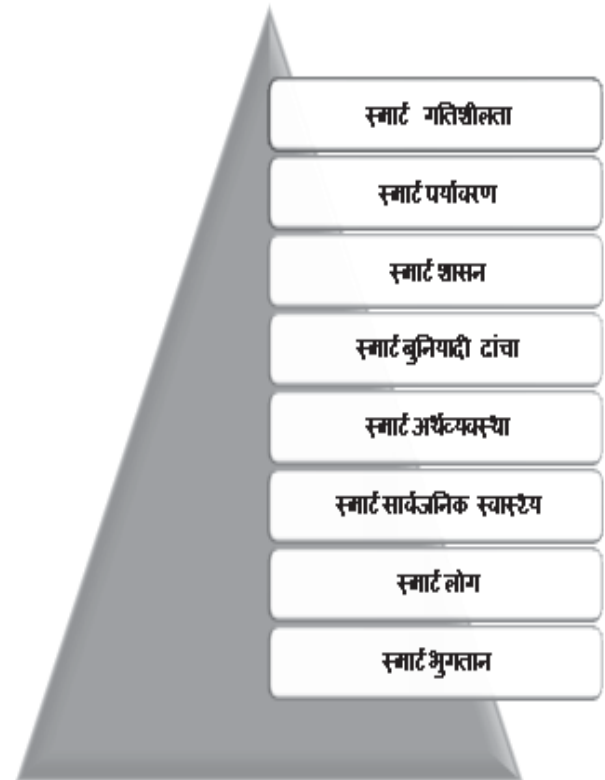 स्मार्ट गतिशीलता
स्मार्ट पर्यावरण
स्मार्ट शासन
स्मार्ट बुनियादी टांचा
स्मार्ट अर्थव्यवस्था
स्मार्ट सार्वजनिक स्वास्थ्य
स्मार्ट लोग
स्मार्ट भुगतान